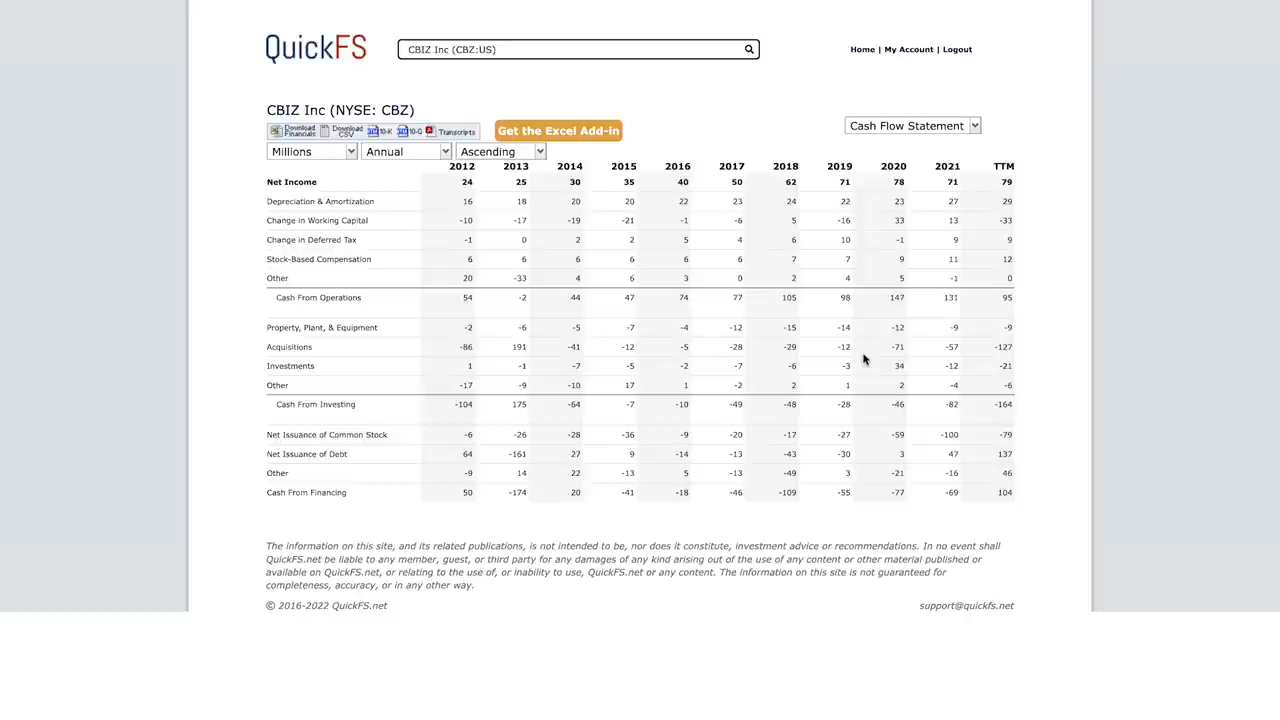 QuickFS
CBIZ Inc (CBZ:US)
Home | My Account | Logout
CBIZ Inc (NYSE: CBZ)
Download Financials Download CSV 10-K 10-Q Transcripts
Get the Excel Add-in
Cash Flow Statement
Millions Annual Ascending
2012 2013 2014 2015 2016 2017 2018 2019 2020 2021 TTM
Net Income 24 25 30 35 40 50 62 71 78 71 79
Depreciation & Amortization 16 18 20 20 22 23 24 22 23 27 29
Change in Working Capital -10 -17 -19 -21 -1 -6 5 -16 33 13 -33
Change in Deferred Tax -1 0 2 2 5 4 6 10 -1 9 9
Stock-Based Compensation 6 6 6 6 6 6 7 7 9 11 12
Other 20 -33 4 6 3 0 2 4 5 -1 0
Cash From Operations 54 -2 44 47 74 77 105 98 147 131 95
Property, Plant, & Equipment -2 -6 -5 -7 -4 -12 -15 -14 -12 -9 -9
Acquisitions -86 191 -41 -12 -5 -28 -29 -12 -71 -57 -127
Investments 1 -1 -7 -5 -2 -7 -6 -3 34 -12 -21
Other -17 -9 -10 17 1 -2 2 1 2 -4 -6
Cash From Investing -104 175 -64 -7 -10 -49 -48 -28 -46 -82 -164
Net Issuance of Common Stock -6 -26 -28 -36 -9 -20 -17 -27 -59 -100 -79
Net Issuance of Debt 64 -161 27 9 -14 -13 -43 -30 3 47 137
Other -9 14 22 -13 5 -13 -49 3 -21 -16 46
Cash From Financing 50 -174 20 -41 -18 -46 -109 -55 -77 -69 104
The information on this site, and its related publications, is not intended to be, nor does it constitute, investment advice or recommendations. In no event shall
QuickFS.net be liable to any member, guest, or third party for any damages of any kind arising out of the use of any content or other material published or
available on QuickFS.net, or relating to the use of, or inability to use, QuickFS.net or any content. The information on this site is not guaranteed for
completeness, accuracy, or in any other way.
© 2016-2022 QuickFS.net
support@quickfs.net